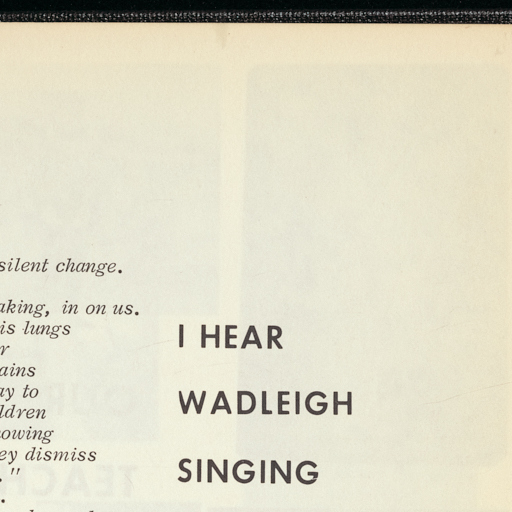 silent change.
aking, in on us.
is lungs
r
ains
ay to
ldren
owing
ey dismiss
."
.
I HEAR
WADLEIGH
SINGING